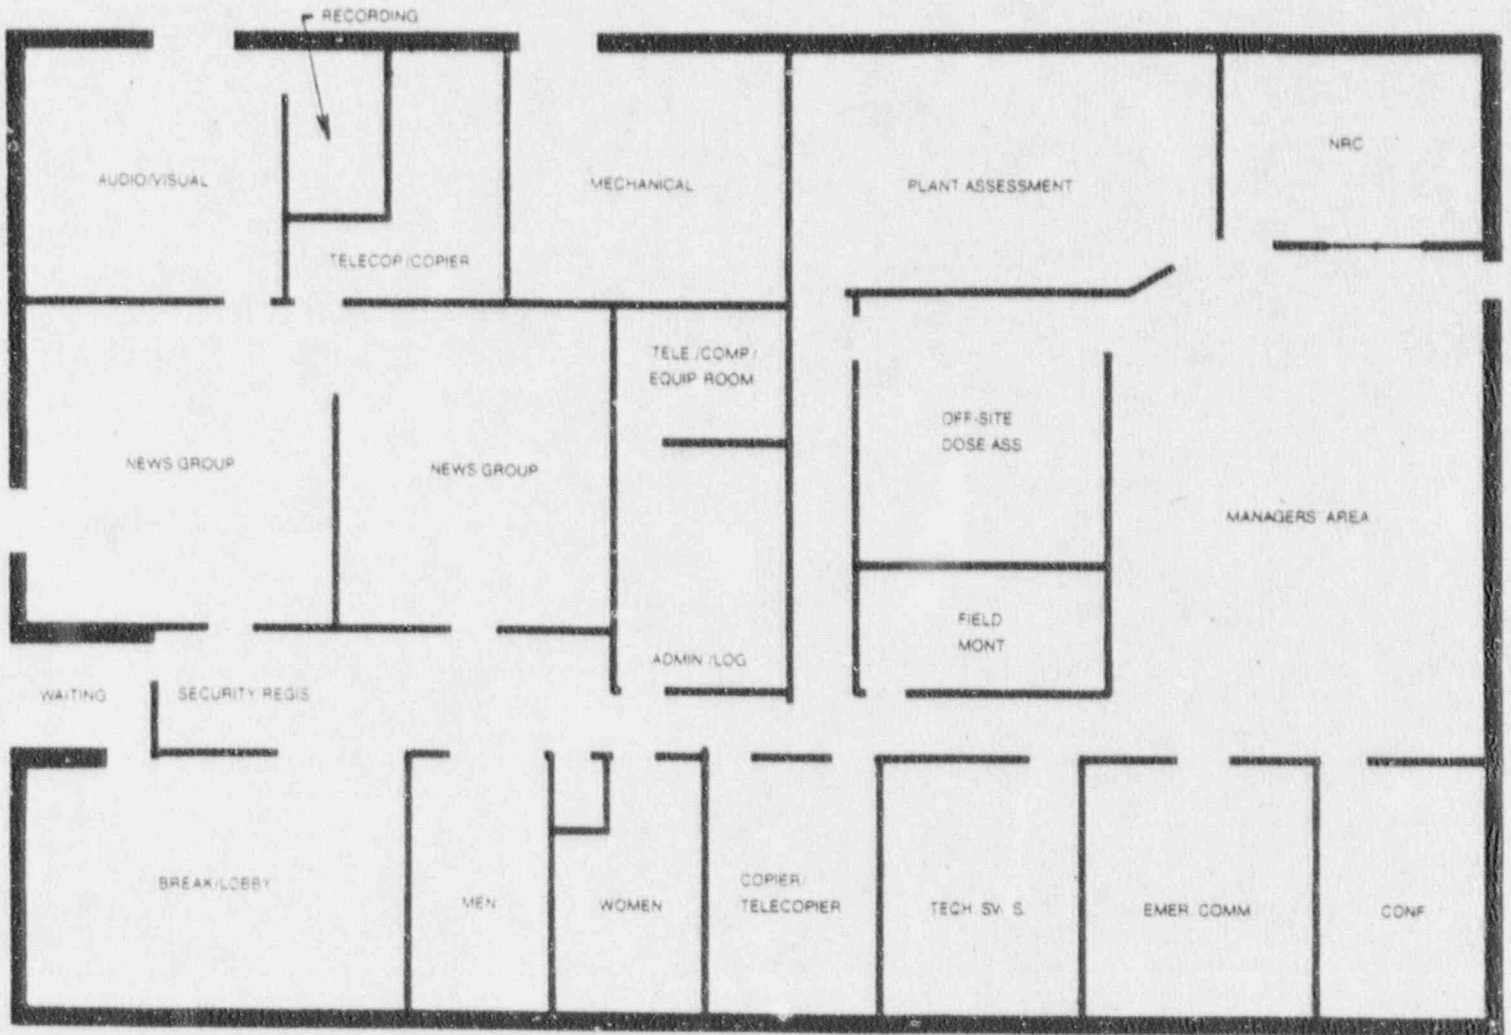 RECORDING
AUDIO/VISUAL
MECHANICAL
PLANT ASSESSMENT
NRC
TELECOP/COPIER
TELE/COMP/
EQUIP ROOM
OFF-SITE
DOSE ASS
NEWS GROUP
NEWS GROUP
MANAGERS' AREA
FIELD
MONT
ADMIN/LOG
WAITING
SECURITY REGIS
BREAK/LOBBY
MEN
WOMEN
COPIER/
TELECOPIER
TECH.
EMER. COMM
CONF